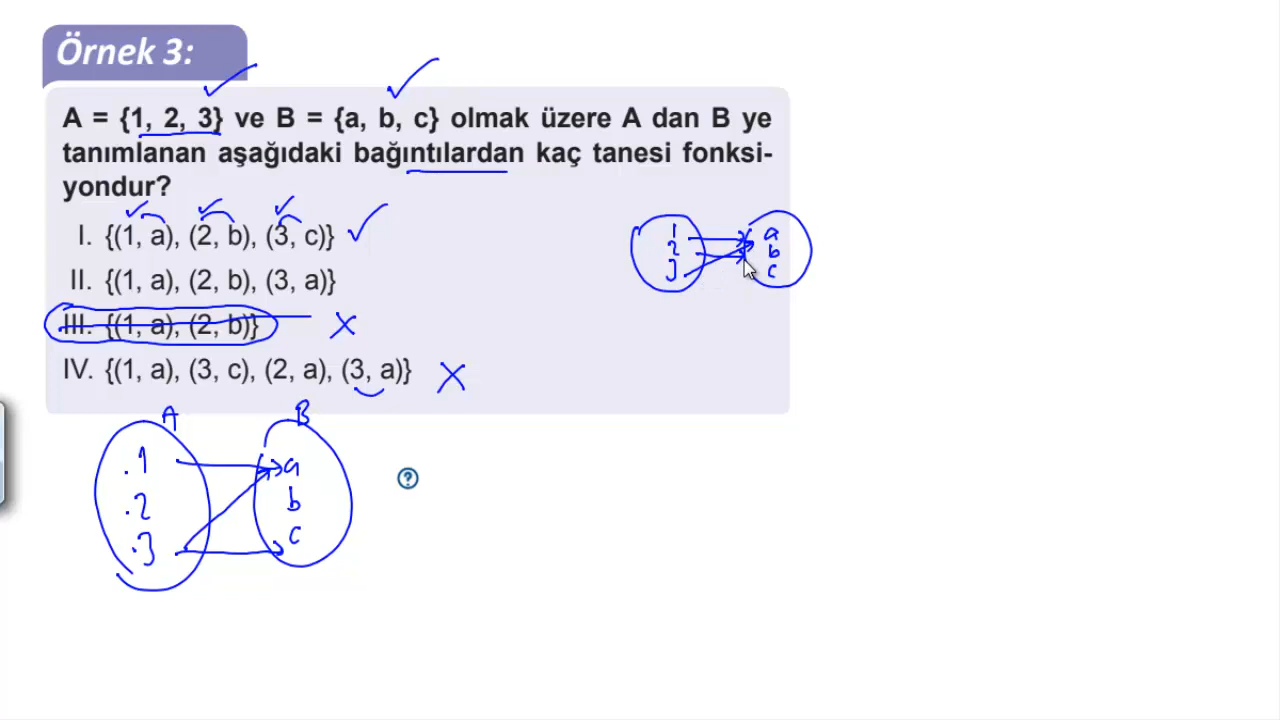 Örnek 3:
A = {1, 2, 3} ve B = {a, b, c} olmak üzere A dan B ye
tanımlanan aşağıdaki bağıntılardan kaç tanesi fonksi-
yondur?
I. {(1, a), (2, b), (3, c)}
II. {(1, a), (2, b), (3, a)}
III. {(1, a), (2, b)}
IV. {(1, a), (3, c), (2, a), (3, a)}
1 a
2 b
3 c
A B
.1 a
.2 b
.3 c
?